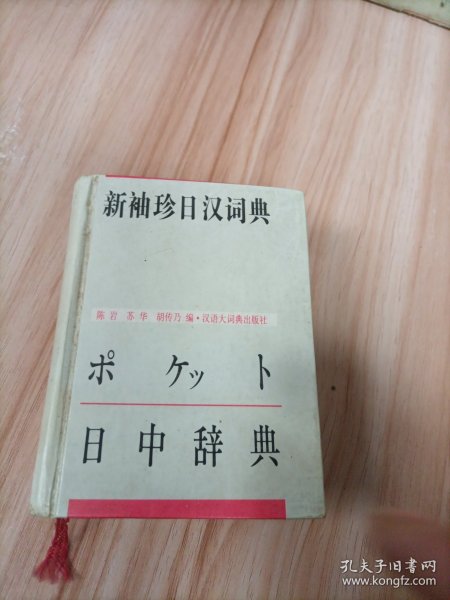 新袖珍日汉词典
陈岩 苏华 胡传乃 编·汉语大词典出版社
ポケット
日中辞典
孔夫子旧书网
www.kongfz.com